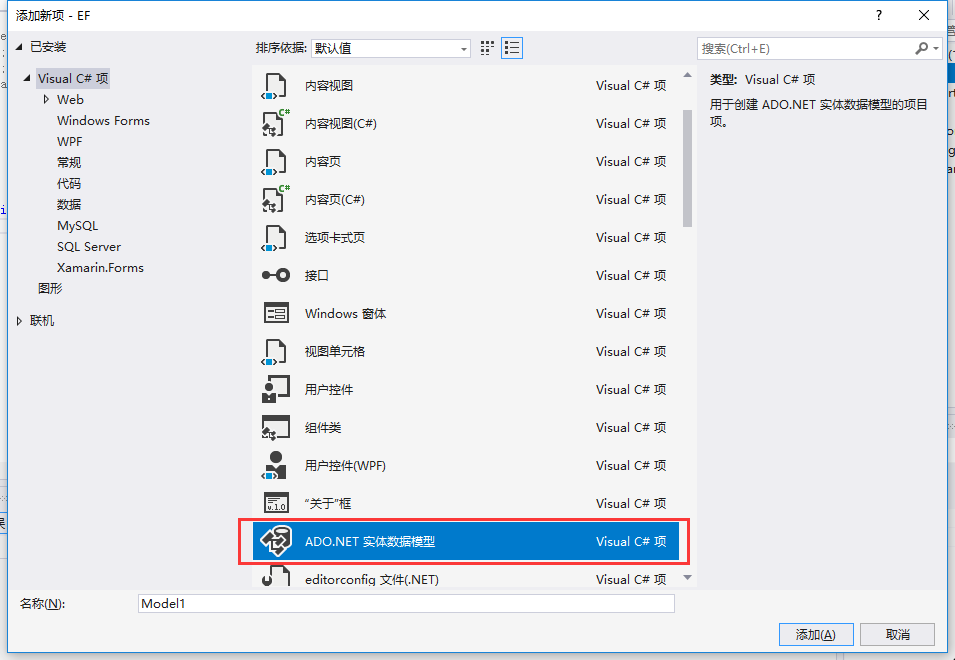 添加新项 - EF
?
已安装
排序依据: 默认值
搜索(Ctrl+E)
Visual C# 项
Web
Windows Forms
WPF
常规
代码
数据
MySQL
SQL Server
Xamarin.Forms
图形
联机
内容视图 Visual C# 项
内容视图(C#) Visual C# 项
内容页 Visual C# 项
内容页(C#) Visual C# 项
选项卡式页 Visual C# 项
接口 Visual C# 项
Windows 窗体 Visual C# 项
视图单元格 Visual C# 项
用户控件 Visual C# 项
组件类 Visual C# 项
用户控件(WPF) Visual C# 项
“关于”框 Visual C# 项
ADO.NET 实体数据模型 Visual C# 项
editorconfig 文件(.NET) Visual C# 项
类型: Visual C# 项
用于创建 ADO.NET 实体数据模型的项目
项。
名称(N): Model1
添加(A) 取消